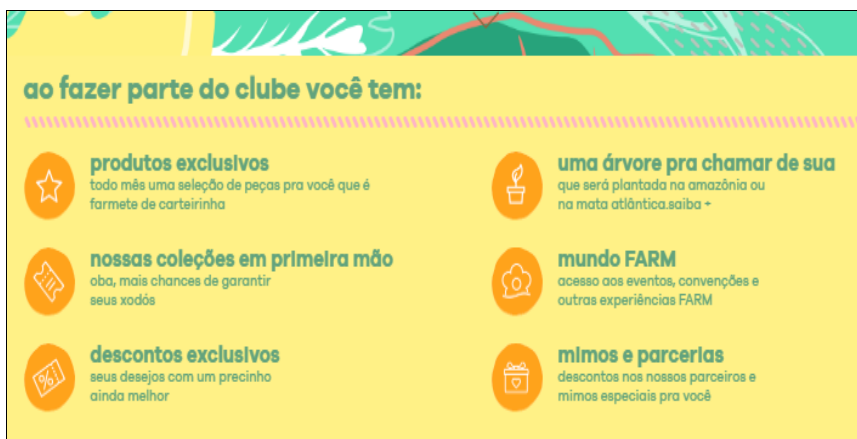 ao fazer parte do clube você tem:
produtos exclusivos
todo mês uma seleção de peças pra você que é
farmete de carteirinha
nossas coleções em primeira mão
oba, mais chances de garantir
seus xodós
descontos exclusivos
seus desejos com um precinho
ainda melhor
uma árvore pra chamar de sua
que será plantada na amazônia ou
na mata atlântica.saiba +
mundo FARM
acesso aos eventos, convenções e
outras experiências FARM
mimos e parcerias
descontos nos nossos parceiros e
mimos especiais pra você